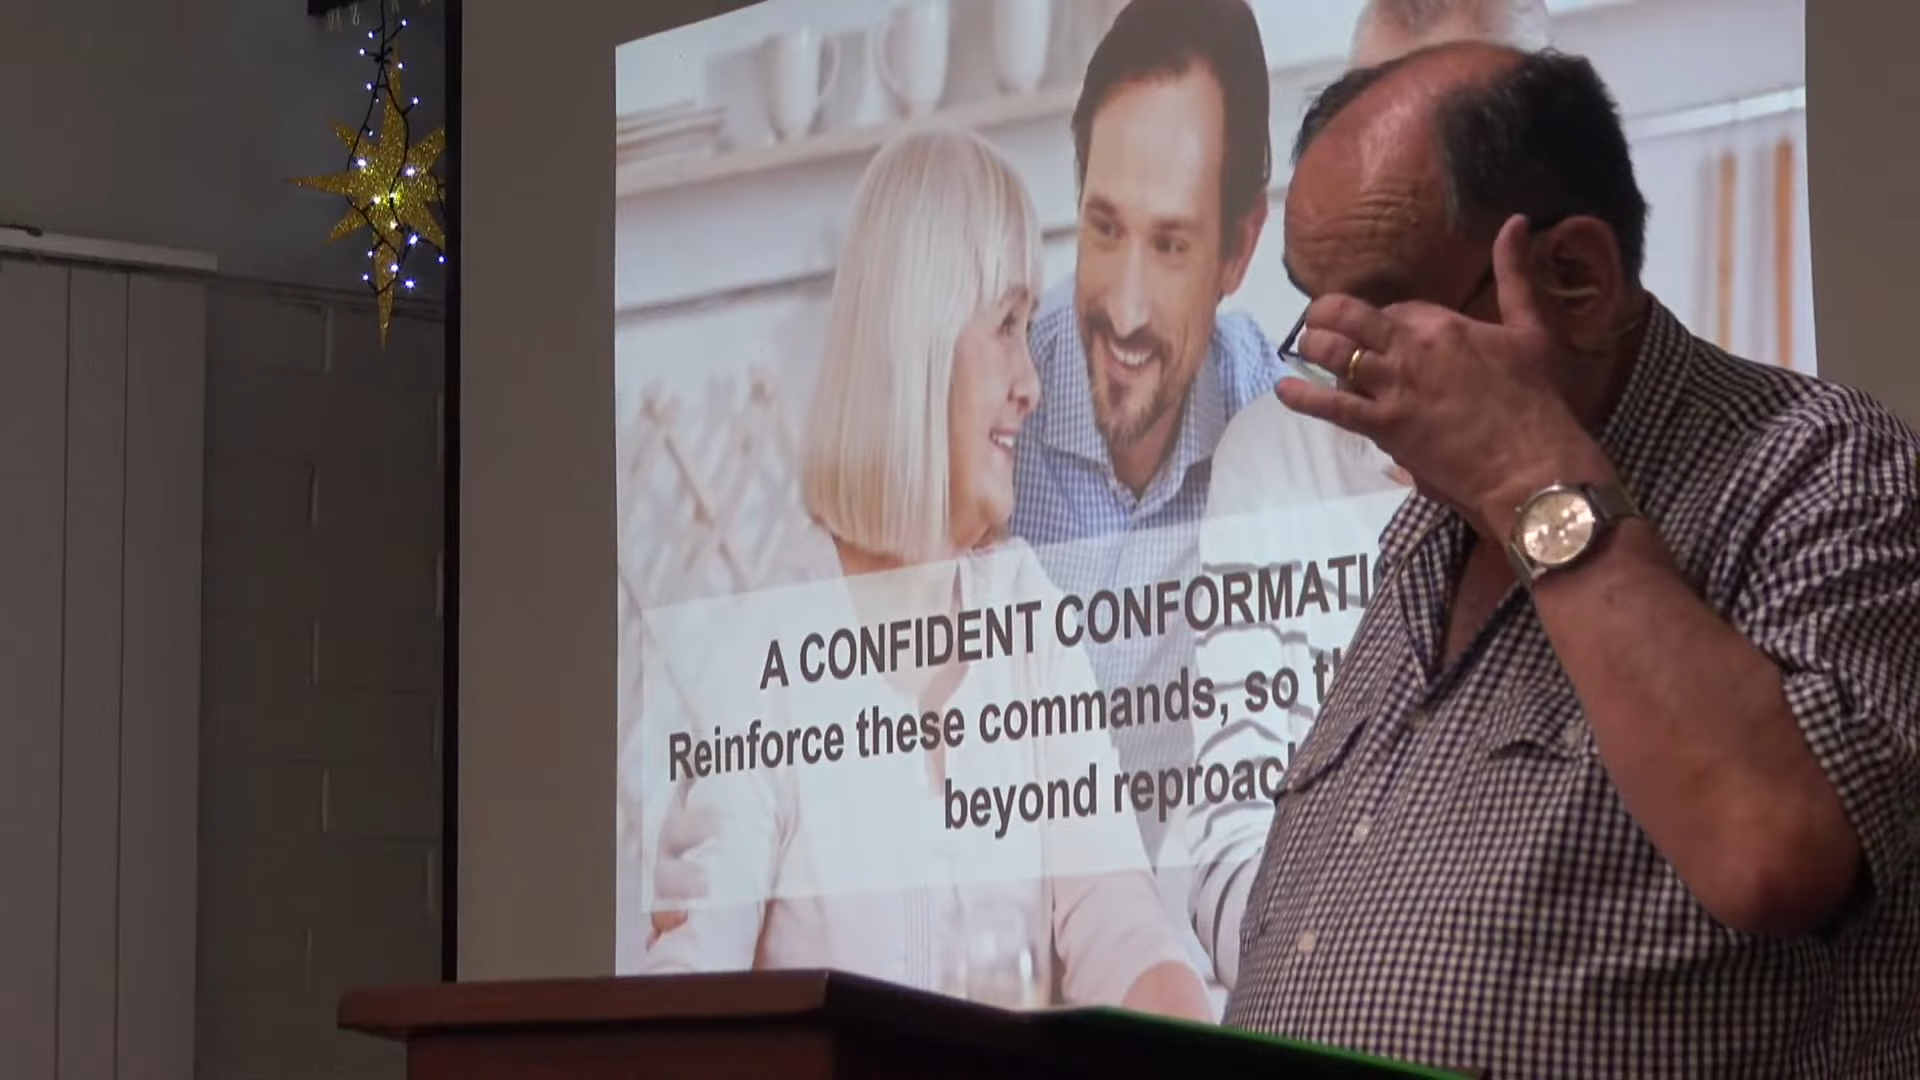 A CONFIDENT CONFORMATI
Reinforce these commands, so
beyond reproac